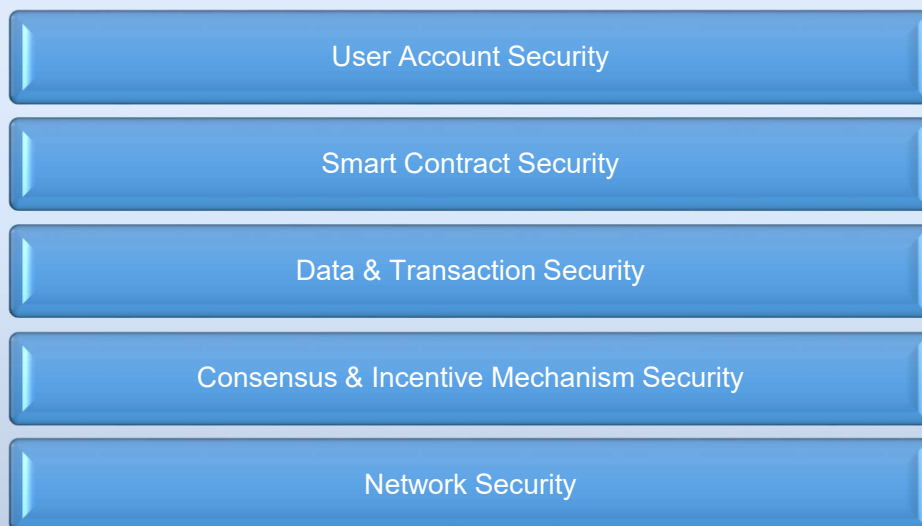 User Account Security
Smart Contract Security
Data & Transaction Security
Consensus & Incentive Mechanism Security
Network Security